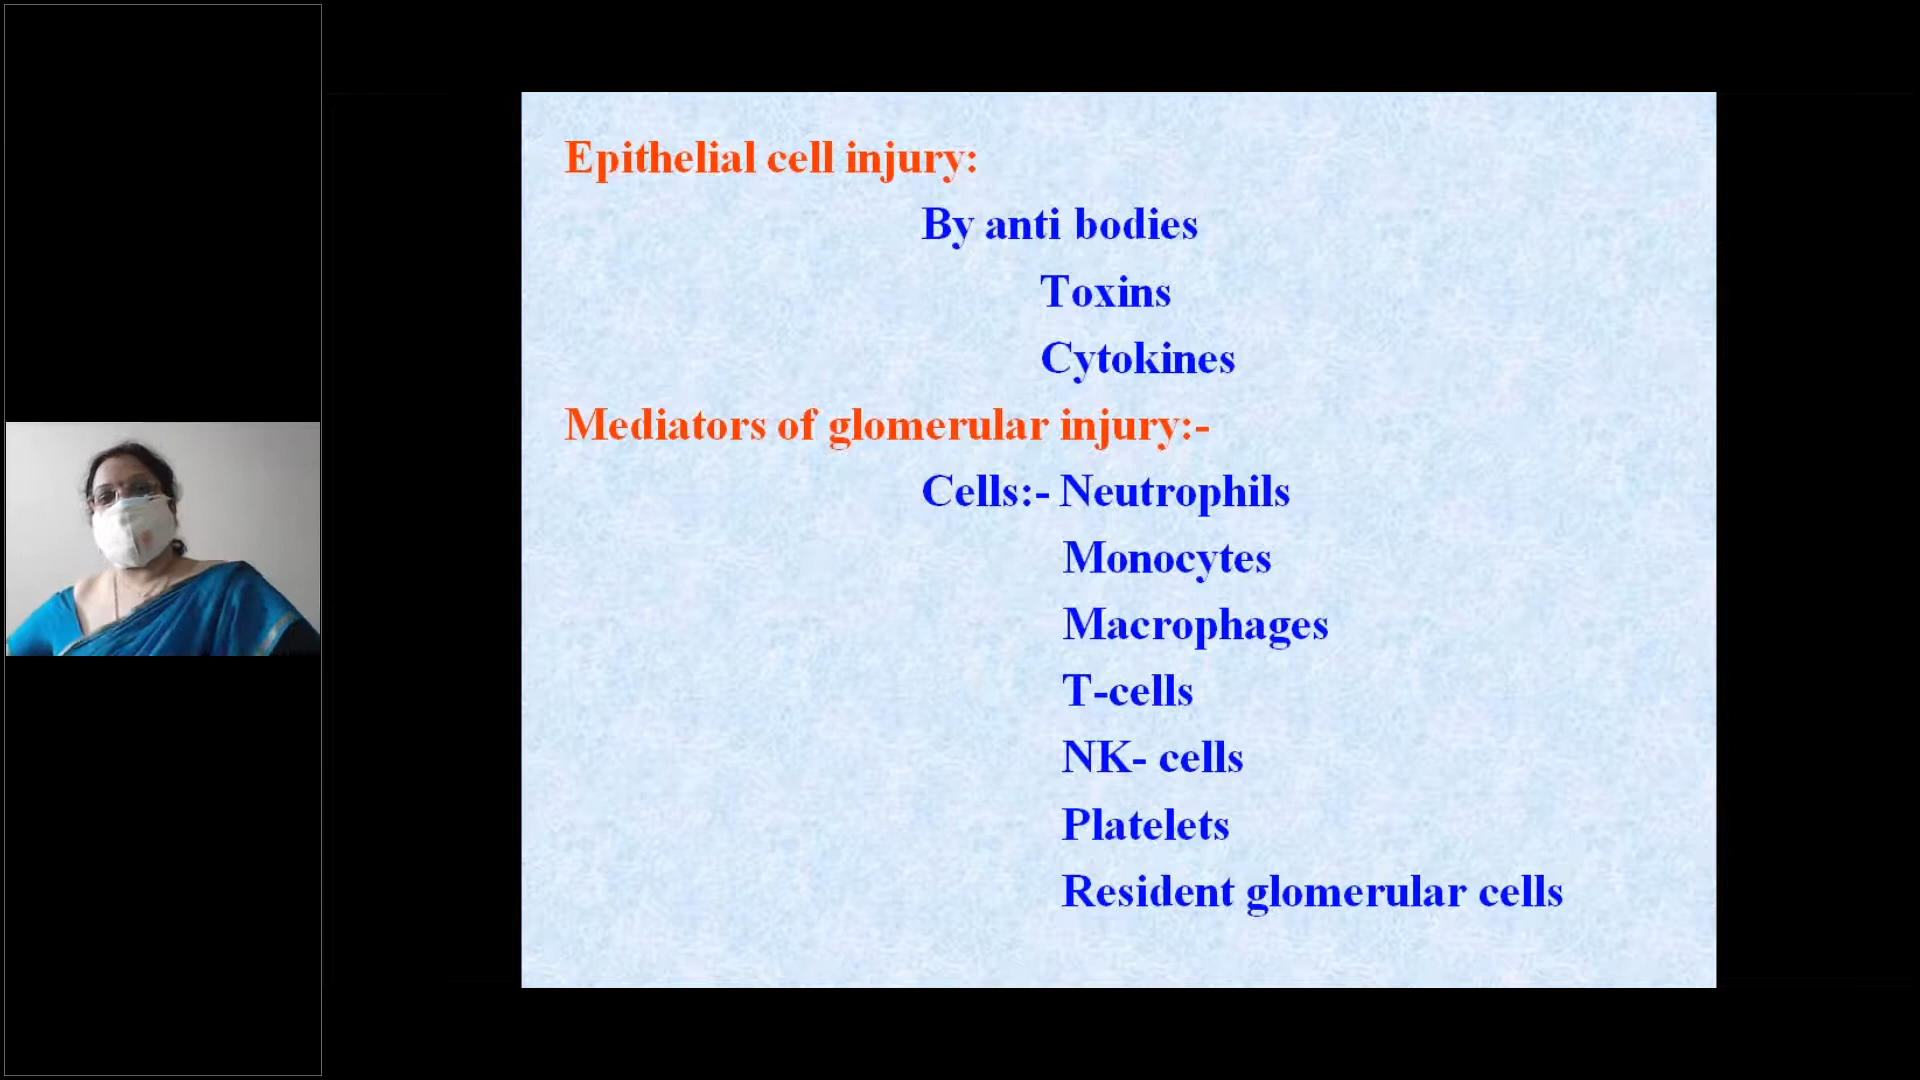 Epithelial cell injury:
By anti bodies
Toxins
Cytokines
Mediators of glomerular injury:-
Cells:- Neutrophils
Monocytes
Macrophages
T-cells
NK- cells
Platelets
Resident glomerular cells